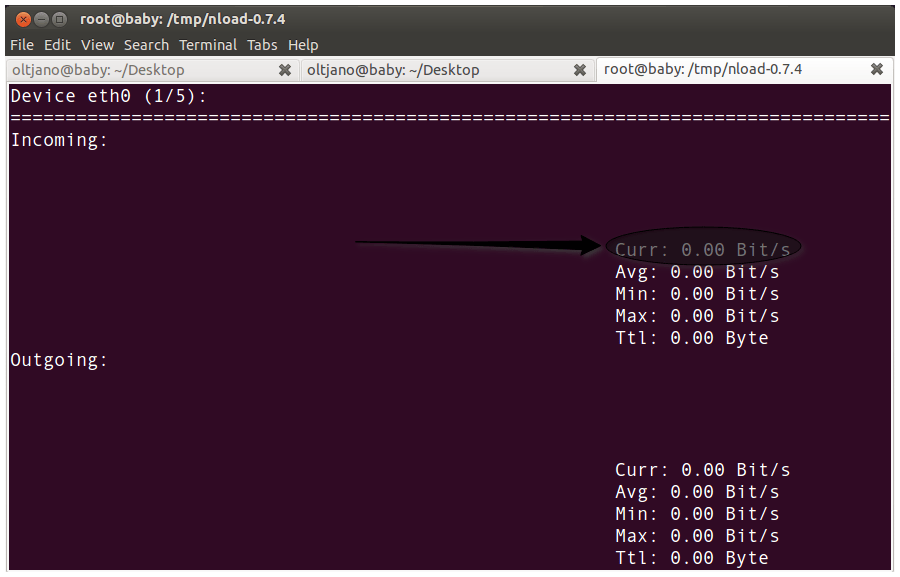 root@baby: /tmp/nload-0.7.4
File Edit View Search Terminal Tabs Help
oltjano@baby: ~/Desktop oltjano@baby: ~/Desktop root@baby: /tmp/nload-0.7.4
Device eth0 (1/5):
================================================================================
Incoming:
Curr: 0.00 Bit/s
Avg: 0.00 Bit/s
Min: 0.00 Bit/s
Max: 0.00 Bit/s
Ttl: 0.00 Byte
Outgoing:
Curr: 0.00 Bit/s
Avg: 0.00 Bit/s
Min: 0.00 Bit/s
Max: 0.00 Bit/s
Ttl: 0.00 Byte